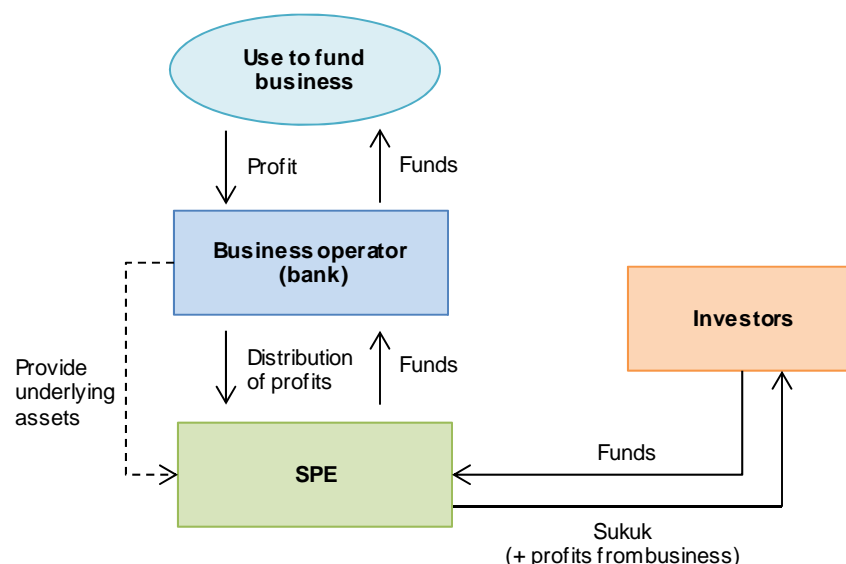 Use to fund
business
Profit
Funds
Business operator
(bank)
Investors
Provide
underlying
assets
Distribution
of profits
Funds
SPE
Funds
Sukuk
(+ profits from business)